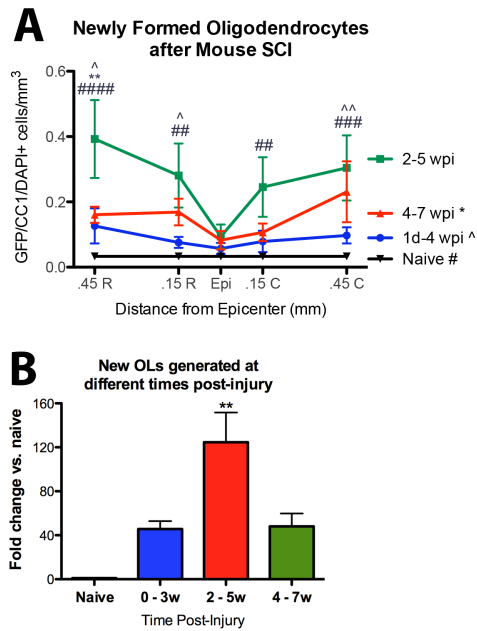 A
Newly Formed Oligodendrocytes
after Mouse SCI
GFP/CC1/DAPI+ cells/mm³
0.6
0.4
0.2
0.0
^
**
####
^
##
##
^^
###
2-5 wpi
4-7 wpi *
1d-4 wpi ^
Naive #
.45 R
.15 R
Epi
.15 C
.45 C
Distance from Epicenter (mm)
B
New OLs generated at
different times post-injury
Fold change vs. naive
160
120
80
40
0
**
Naive
0 - 3w
2 - 5w
4 - 7w
Time Post-Injury